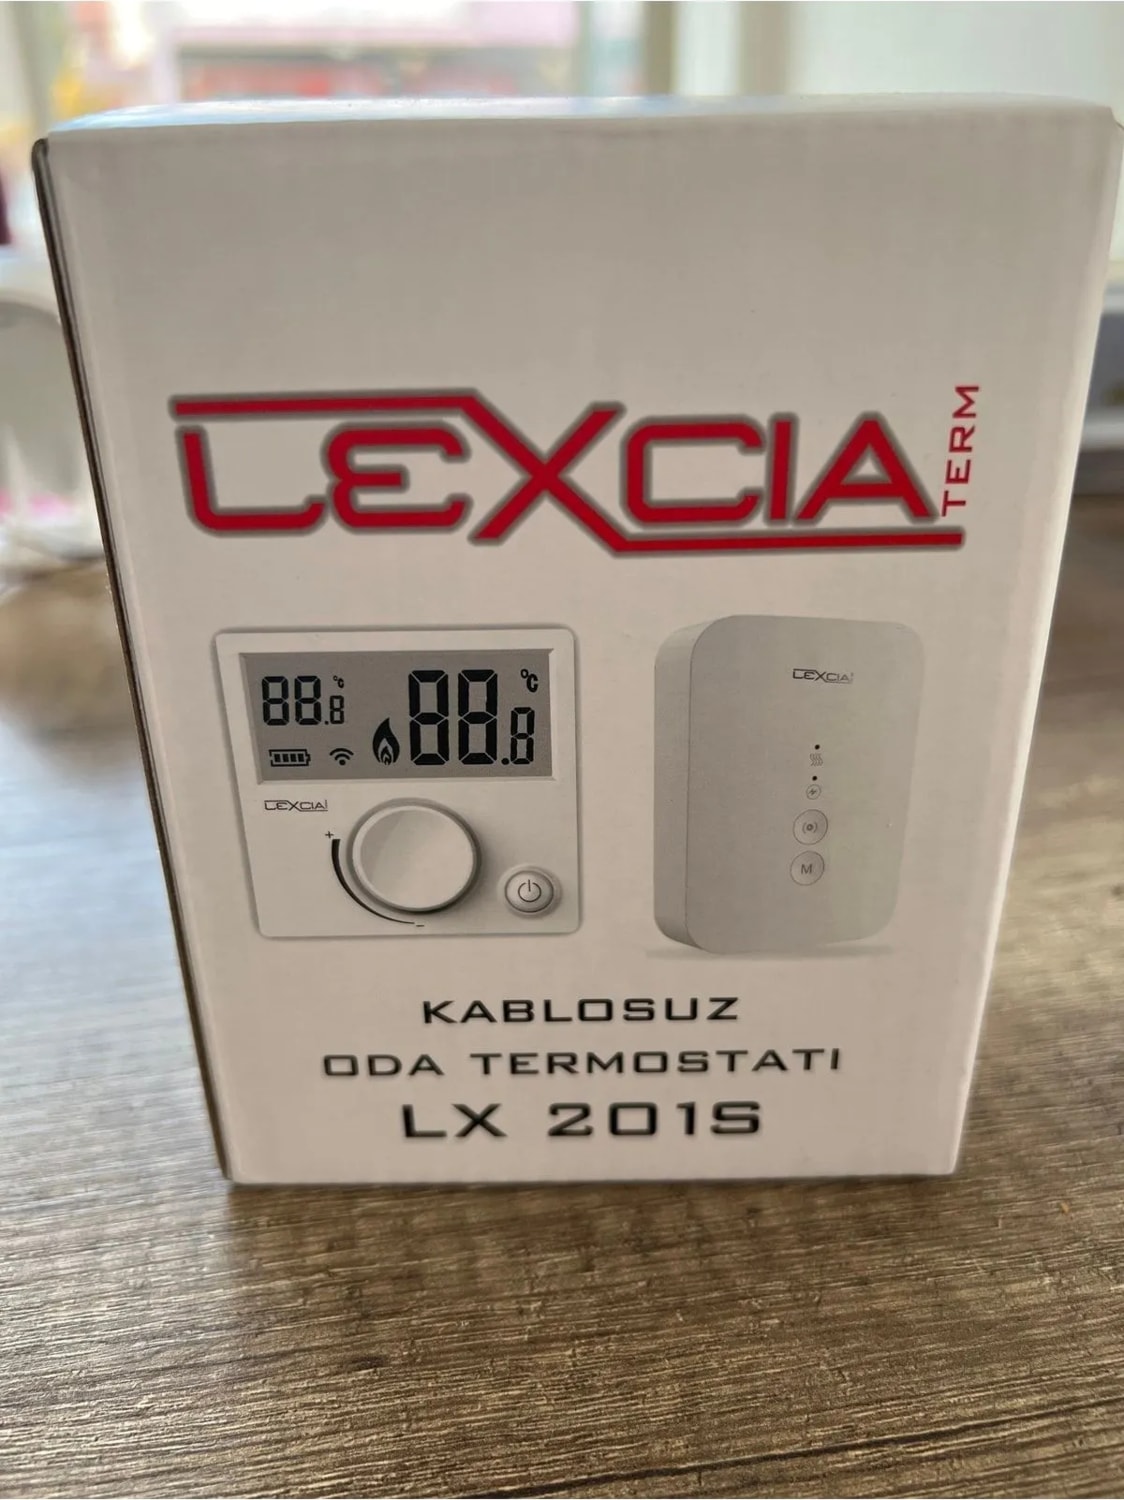 LEXCIA TERM
88.8 °C
88.8 °C
LEXCIA
+
-
LEXCIA
M
KABLOSUZ
ODA TERMOSTATI
LX 201S